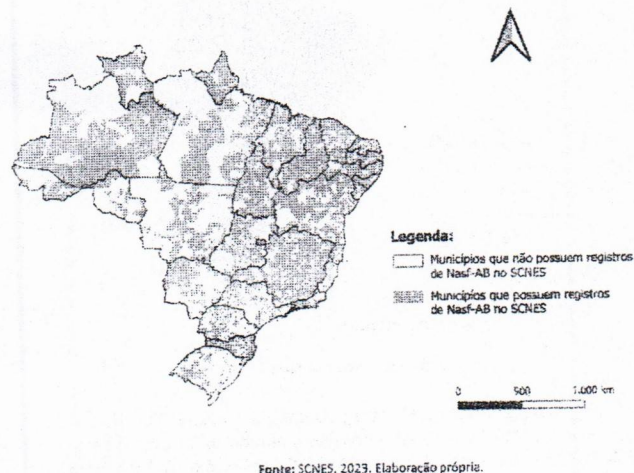 Legenda:
Municípios que não possuem registros
de Nasf-AB no SCNES
Municípios que possuem registros
de Nasf-AB no SCNES
0 500 1.000 km
Fonte: SCNES, 2023. Elaboração própria.